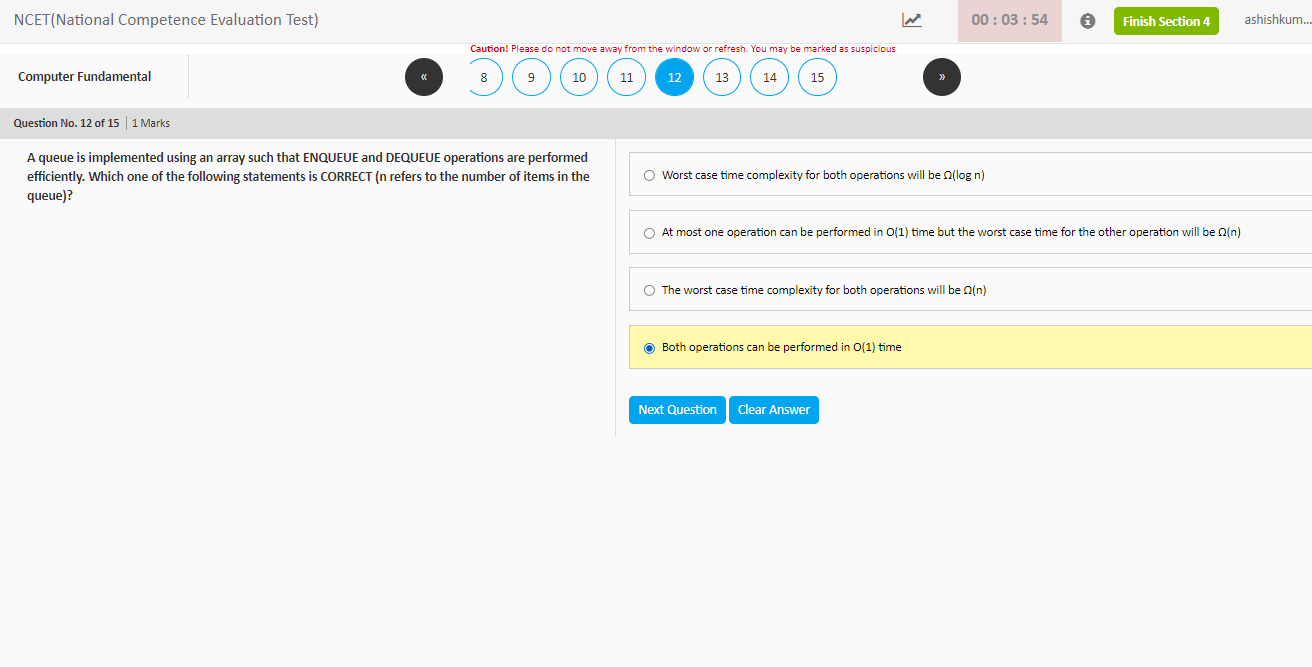 NCET(National Competence Evaluation Test)
00 : 03 : 54
Finish Section 4
ashishkum...
Caution! Please do not move away from the window or refresh. You may be marked as suspicious
Computer Fundamental
« 8 9 10 11 12 13 14 15 »
Question No. 12 of 15 1 Marks
A queue is implemented using an array such that ENQUEUE and DEQUEUE operations are performed
efficiently. Which one of the following statements is CORRECT (n refers to the number of items in the
queue)?
Worst case time complexity for both operations will be Ω(log n)
At most one operation can be performed in O(1) time but the worst case time for the other operation will be Ω(n)
The worst case time complexity for both operations will be Ω(n)
Both operations can be performed in O(1) time
Next Question
Clear Answer